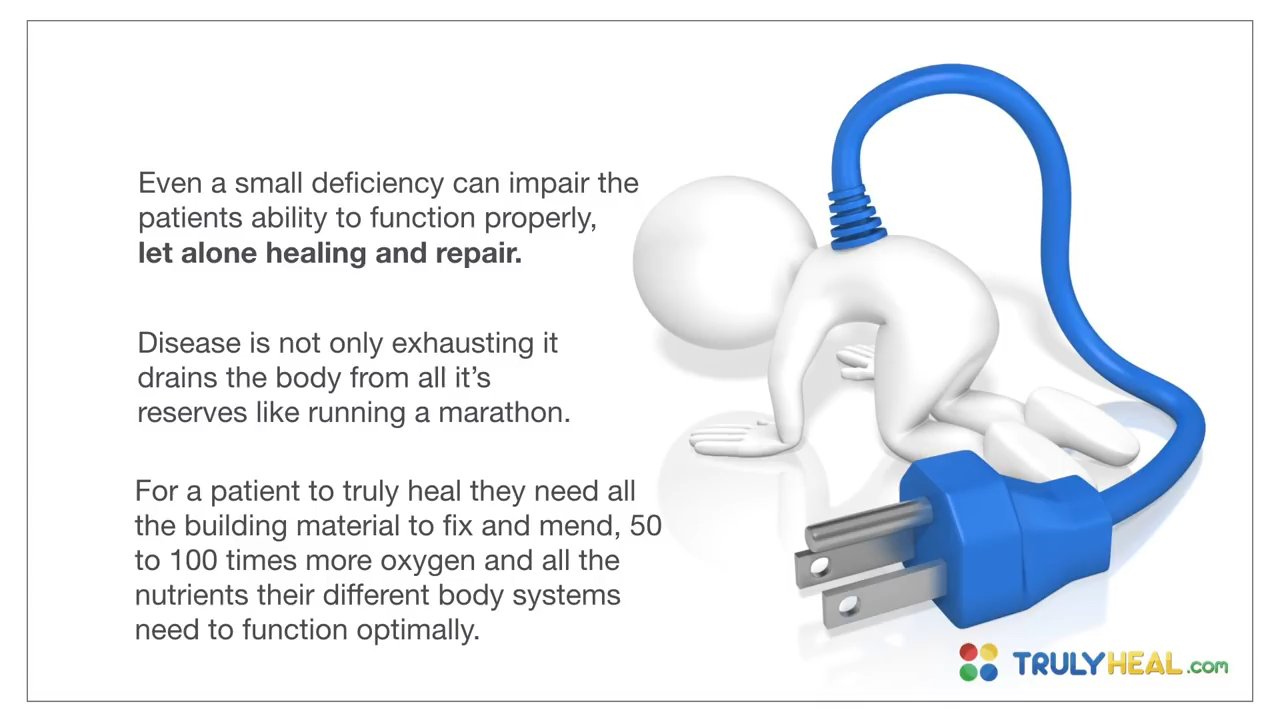 Even a small deficiency can impair the
patients ability to function properly,
let alone healing and repair.
Disease is not only exhausting it
drains the body from all it’s
reserves like running a marathon.
For a patient to truly heal they need all
the building material to fix and mend, 50
to 100 times more oxygen and all the
nutrients their different body systems
need to function optimally.
TRULYHEAL.com